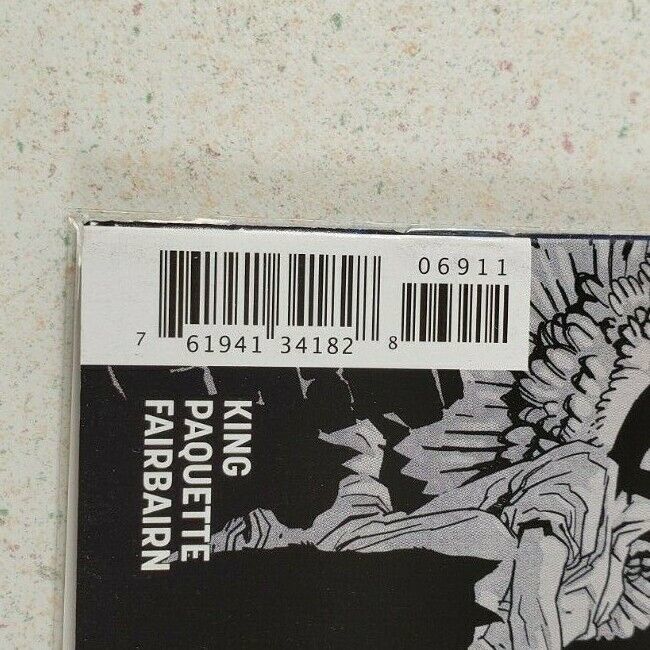 06911
7 61941 34182 8
KING
PAQUETTE
FAIRBAIRN